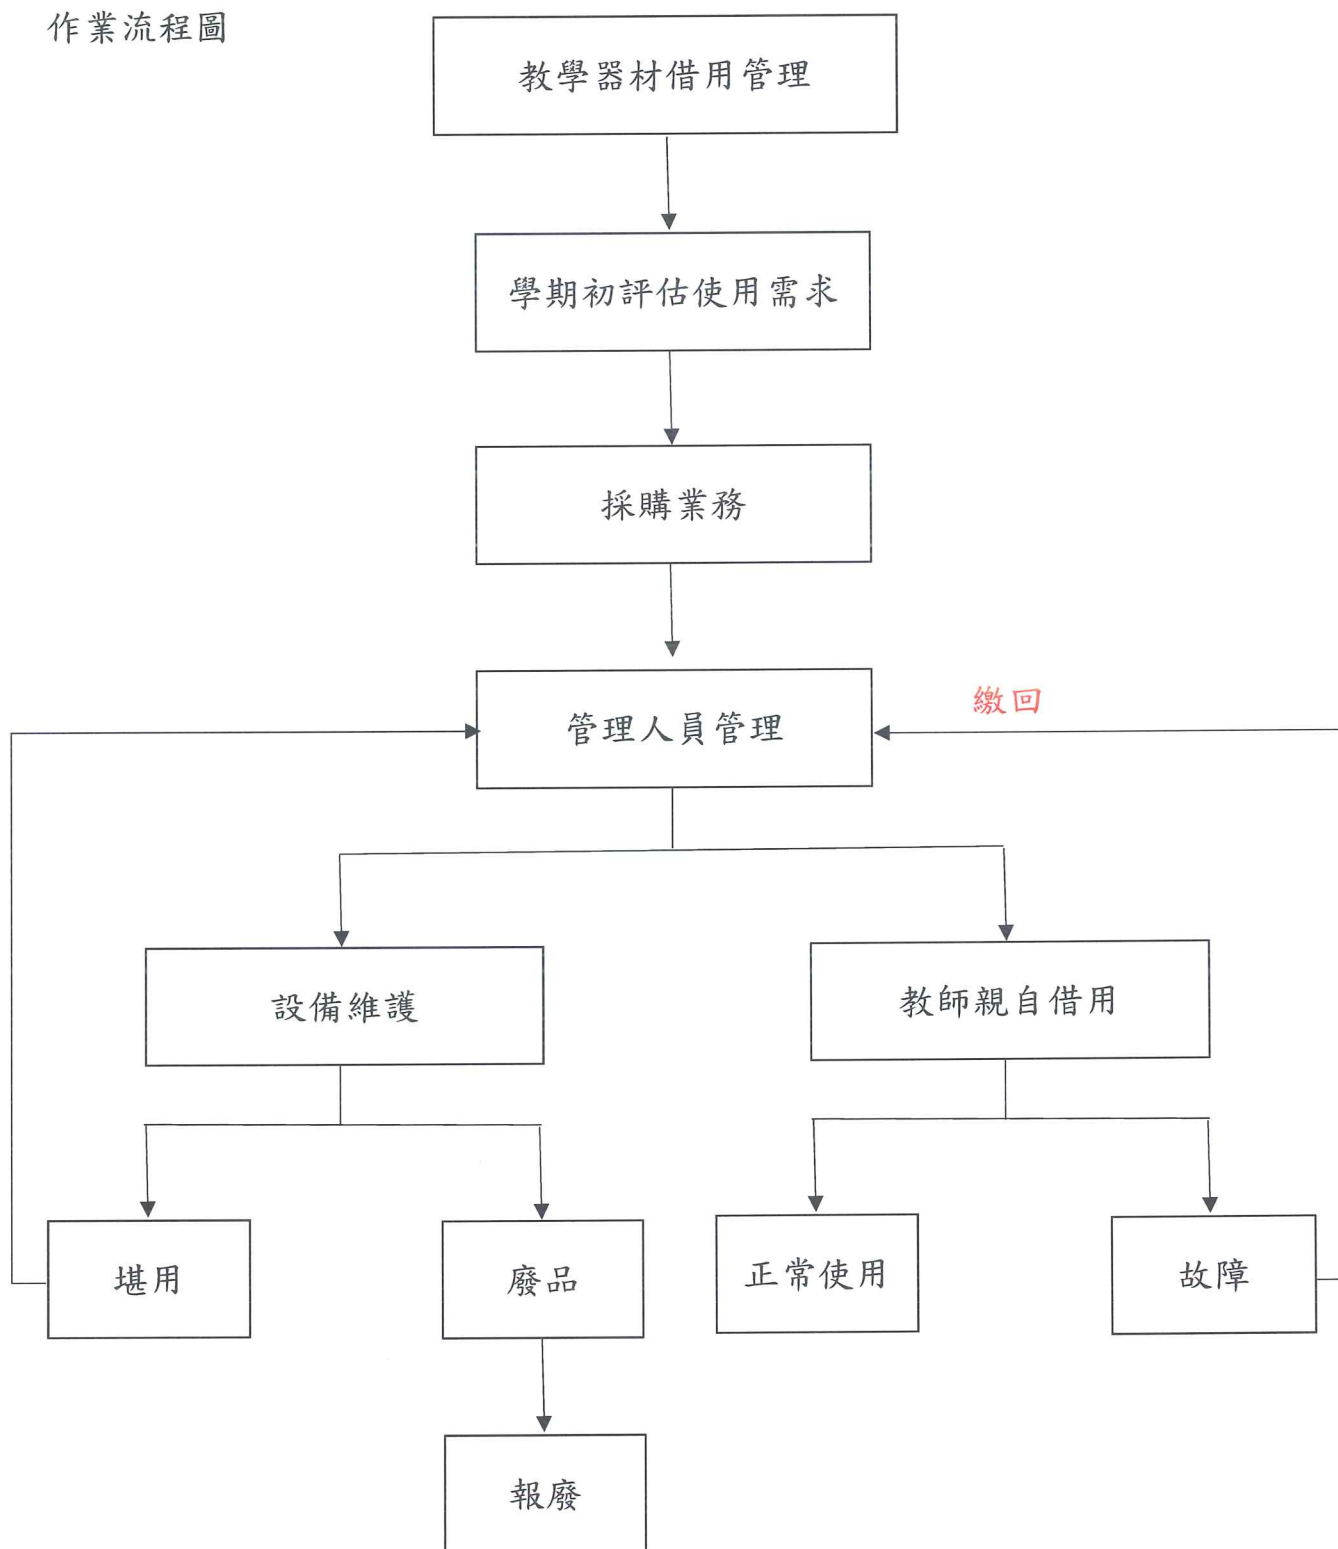 作業流程圖
教學器材借用管理
學期初評估使用需求
採購業務
繳回
管理人員管理
設備維護
教師親自借用
堪用
廢品
正常使用
故障
報廢